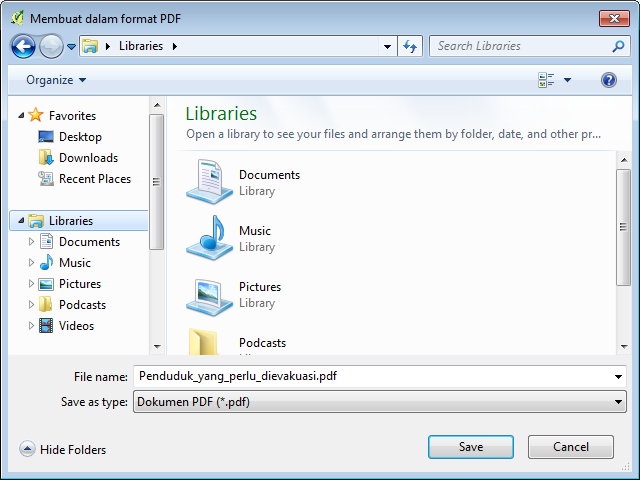 Membuat dalam format PDF
Libraries
Search Libraries
Organize
Favorites
Desktop
Downloads
Recent Places
Libraries
Documents
Music
Pictures
Podcasts
Videos
Libraries
Open a library to see your files and arrange them by folder, date, and other pr...
Documents
Library
Music
Library
Pictures
Library
Podcasts
File name: Penduduk_yang_perlu_dievakuasi.pdf
Save as type: Dokumen PDF (*.pdf)
Hide Folders
Save
Cancel